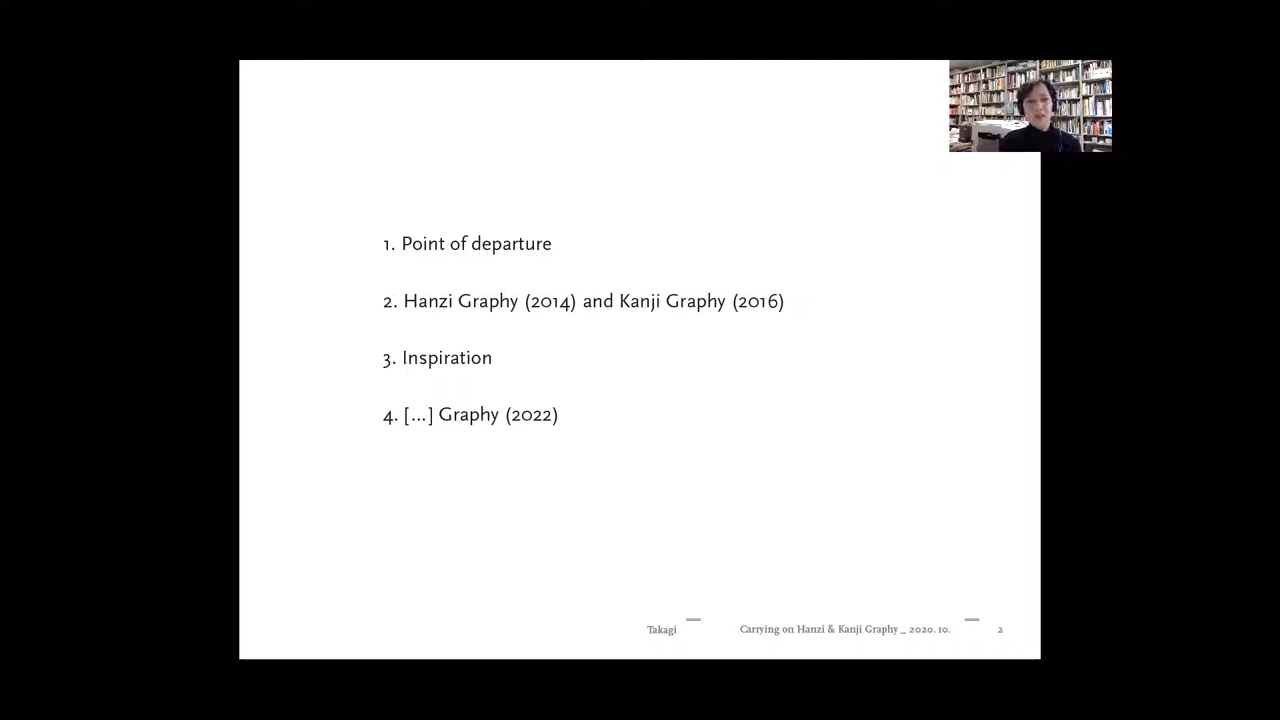 1. Point of departure
2. Hanzi Graphy (2014) and Kanji Graphy (2016)
3. Inspiration
4. [...] Graphy (2022)
Takagi — Carrying on Hanzi & Kanji Graphy _ 2020. 10. — 2